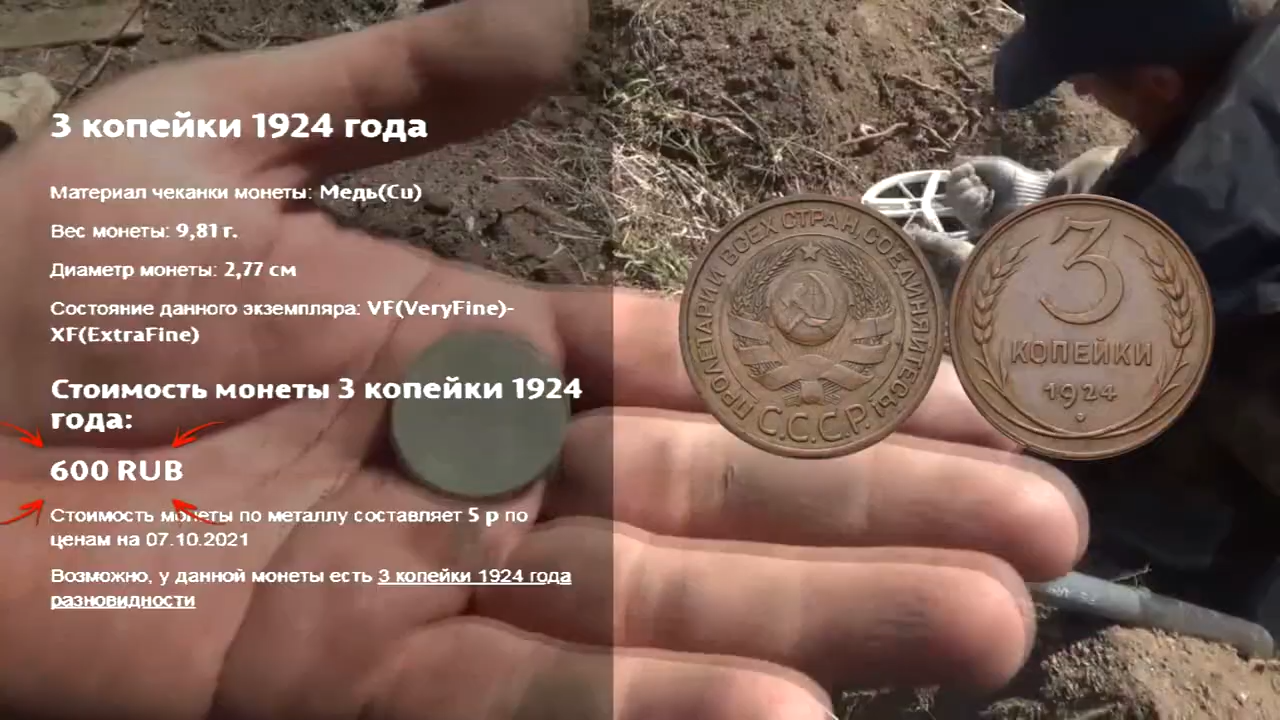 3 копейки 1924 года
Материал чеканки монеты: Медь(Cu)
Вес монеты: 9,81 г.
Диаметр монеты: 2,77 см
Состояние данного экземпляра: VF(VeryFine)-
XF(ExtraFine)
Стоимость монеты 3 копейки 1924
года:
600 RUB
Стоимость монеты по металлу составляет 5 р по
ценам на 07.10.2021
Возможно, у данной монеты есть 3 копейки 1924 года
разновидности
ПРОЛЕТАРИИ ВСЕХ СТРАН, СОЕДИНЯЙТЕСЬ!
С.С.С.Р.
3
КОПЕЙКИ
1924